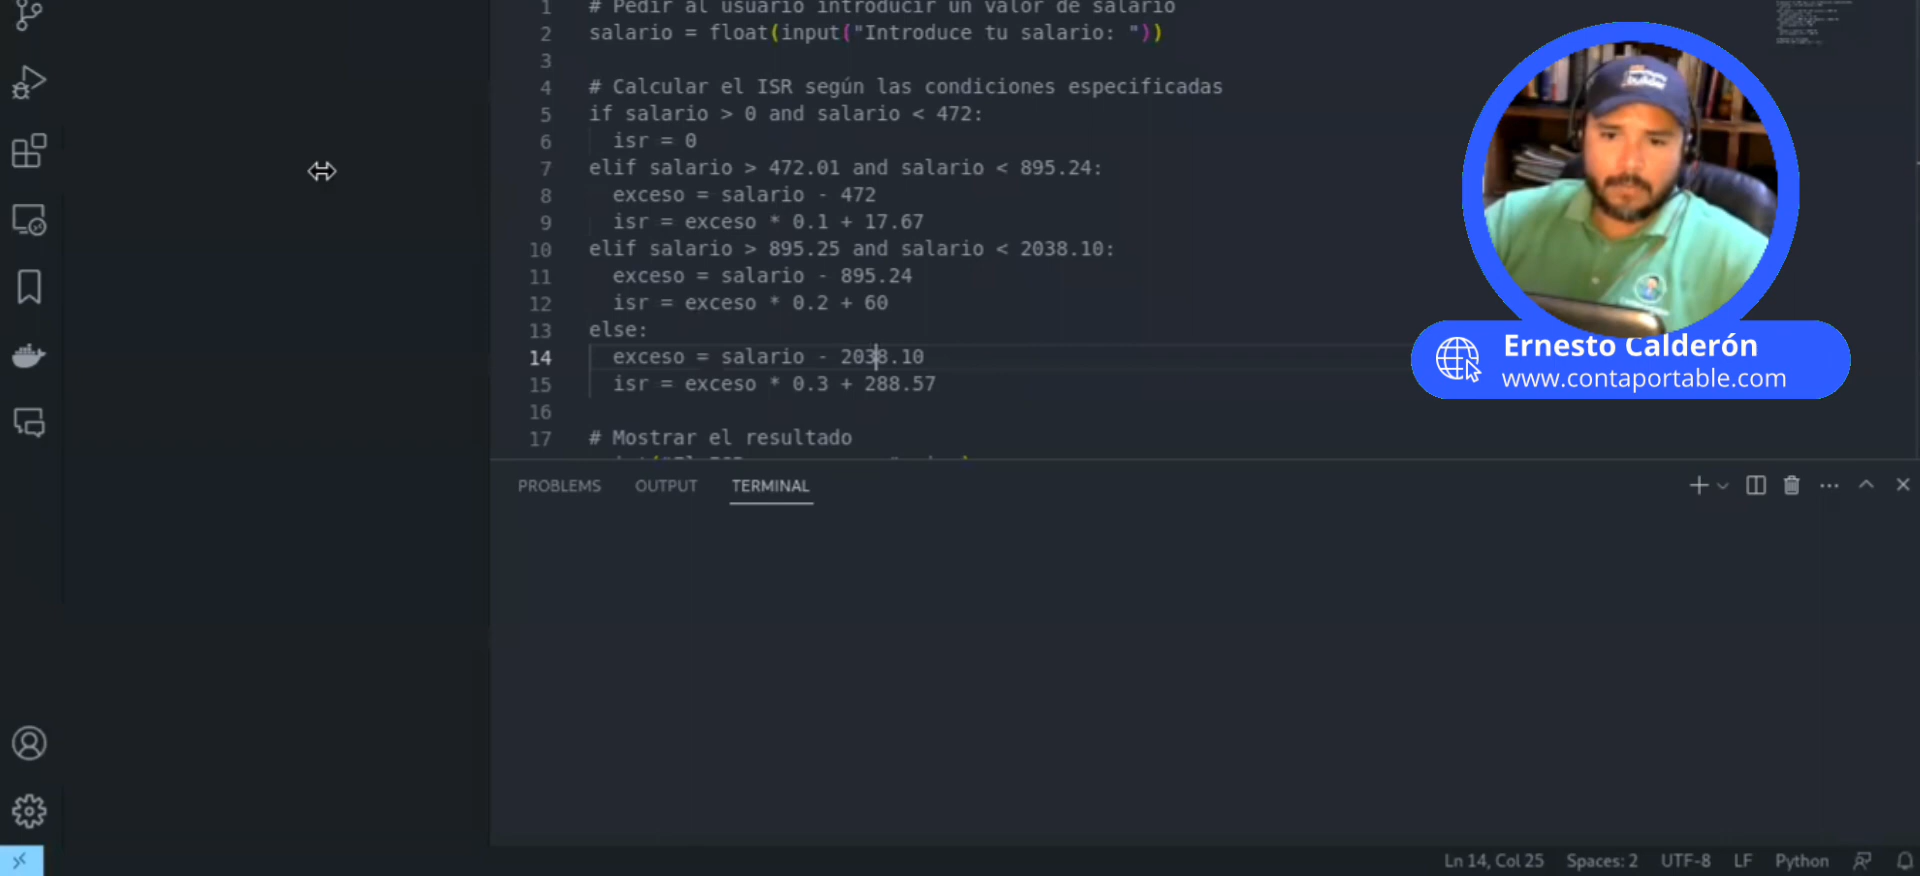 1 # Pedir al usuario introducir un valor de salario
2 salario = float(input("Introduce tu salario: "))
3
4 # Calcular el ISR según las condiciones especificadas
5 if salario > 0 and salario < 472:
6 isr = 0
7 elif salario > 472.01 and salario < 895.24:
8 exceso = salario - 472
9 isr = exceso * 0.1 + 17.67
10 elif salario > 895.25 and salario < 2038.10:
11 exceso = salario - 895.24
12 isr = exceso * 0.2 + 60
13 else:
14 exceso = salario - 2038.10
15 isr = exceso * 0.3 + 288.57
16
17 # Mostrar el resultado
Ernesto Calderón
www.contaportable.com
PROBLEMS OUTPUT TERMINAL
Ln 14, Col 25 Spaces: 2 UTF-8 LF Python